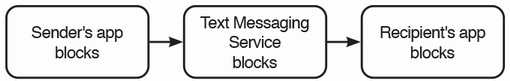 Sender's app
blocks
Text Messaging
Service
blocks
Recipient's app
blocks